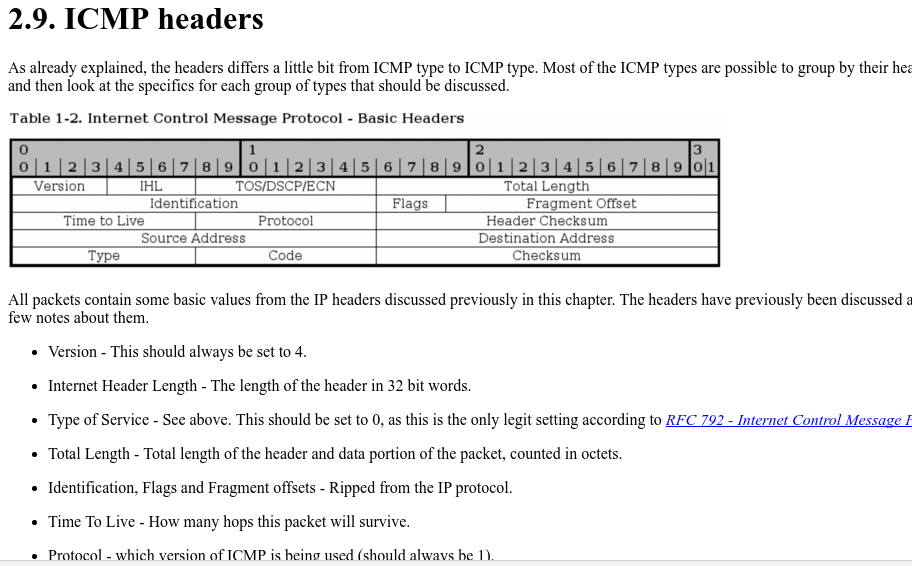 2.9. ICMP headers
As already explained, the headers differs a little bit from ICMP type to ICMP type. Most of the ICMP types are possible to group by their
and then look at the specifics for each group of types that should be discussed.
Table 1-2. Internet Control Message Protocol - Basic Headers
0 1 2 3
0 1 2 3 4 5 6 7 8 9 0 1 2 3 4 5 6 7 8 9 0 1 2 3 4 5 6 7 8 9 0 1
Version IHL TOS/DSCP/ECN Total Length
Identification Flags Fragment Offset
Time to Live Protocol Header Checksum
Source Address Destination Address
Type Code Checksum
All packets contain some basic values from the IP headers discussed previously in this chapter. The headers have previously been discussed a
few notes about them.
• Version - This should always be set to 4.
• Internet Header Length - The length of the header in 32 bit words.
• Type of Service - See above. This should be set to 0, as this is the only legit setting according to RFC 792 - Internet Control Message
• Total Length - Total length of the header and data portion of the packet, counted in octets.
• Identification, Flags and Fragment offsets - Ripped from the IP protocol.
• Time To Live - How many hops this packet will survive.
• Protocol - which version of ICMP is being used (should always be 1).